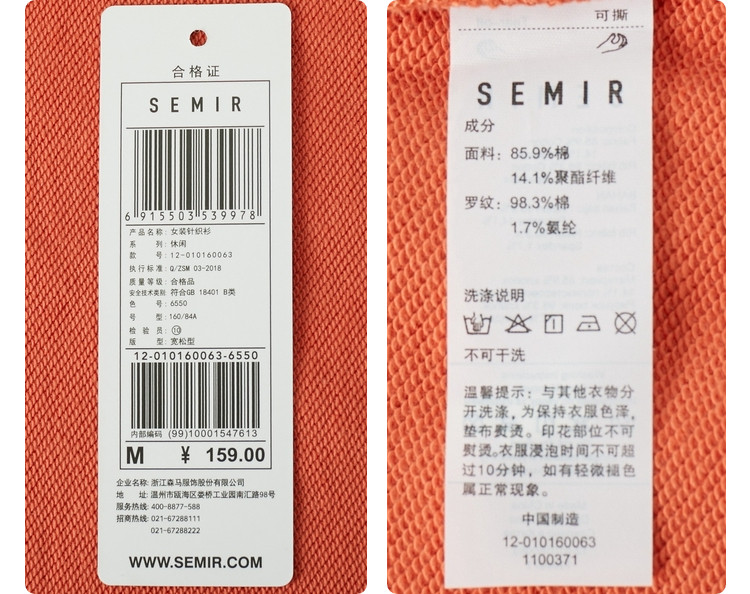 合格证
SEMIR
6 915503 539978
产品名称: 女装针织衫
系 列: 休闲
款 号: 12-010160063
执行标准: Q/ZSM 03-2018
质量等级: 合格品
安全技术类别: 符合GB 18401 B类
色 号: 6550
号 型: 160/84A
检 验 员: ⑩
版 型: 宽松型
12-010160063-6550
内部编码 (99)10001547613
M ¥ 159.00
企业名称: 浙江森马服饰股份有限公司
地 址: 温州市瓯海区娄桥工业园南汇路98号
服务热线: 400-8877-588
招商热线: 021-67288111
021-67288222
WWW.SEMIR.COM
可撕
SEMIR
成分
面料: 85.9%棉
14.1%聚酯纤维
罗纹: 98.3%棉
1.7%氨纶
洗涤说明
不可干洗
温馨提示: 与其他衣物分
开洗涤, 为保持衣服色泽,
垫布熨烫。印花部位不可
熨烫。衣服浸泡时间不可超
过10分钟, 如有轻微褪色
属正常现象。
中国制造
12-010160063
1100371